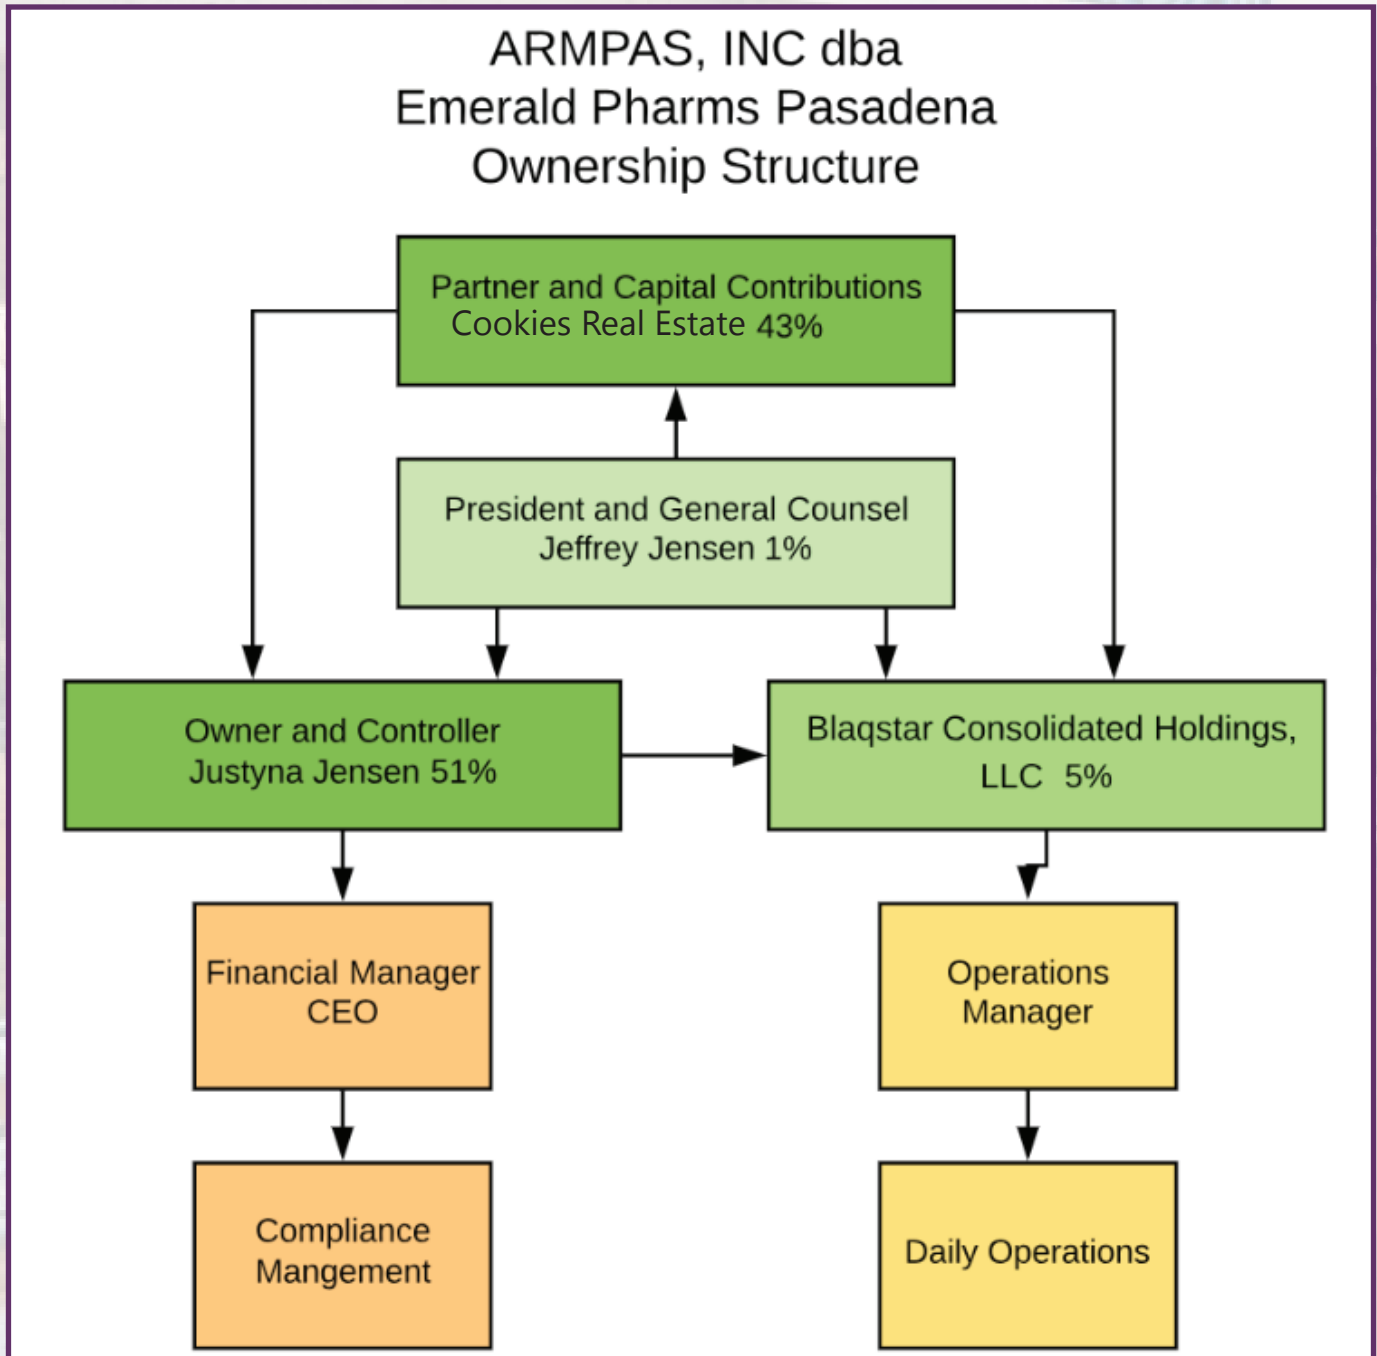 ARMPAS, INC dba
Emerald Pharms Pasadena
Ownership Structure
Partner and Capital Contributions
Cookies Real Estate 43%
President and General Counsel
Jeffrey Jensen 1%
Owner and Controller
Justyna Jensen 51%
Blaqstar Consolidated Holdings,
LLC 5%
Financial Manager
CEO
Operations
Manager
Compliance
Mangement
Daily Operations